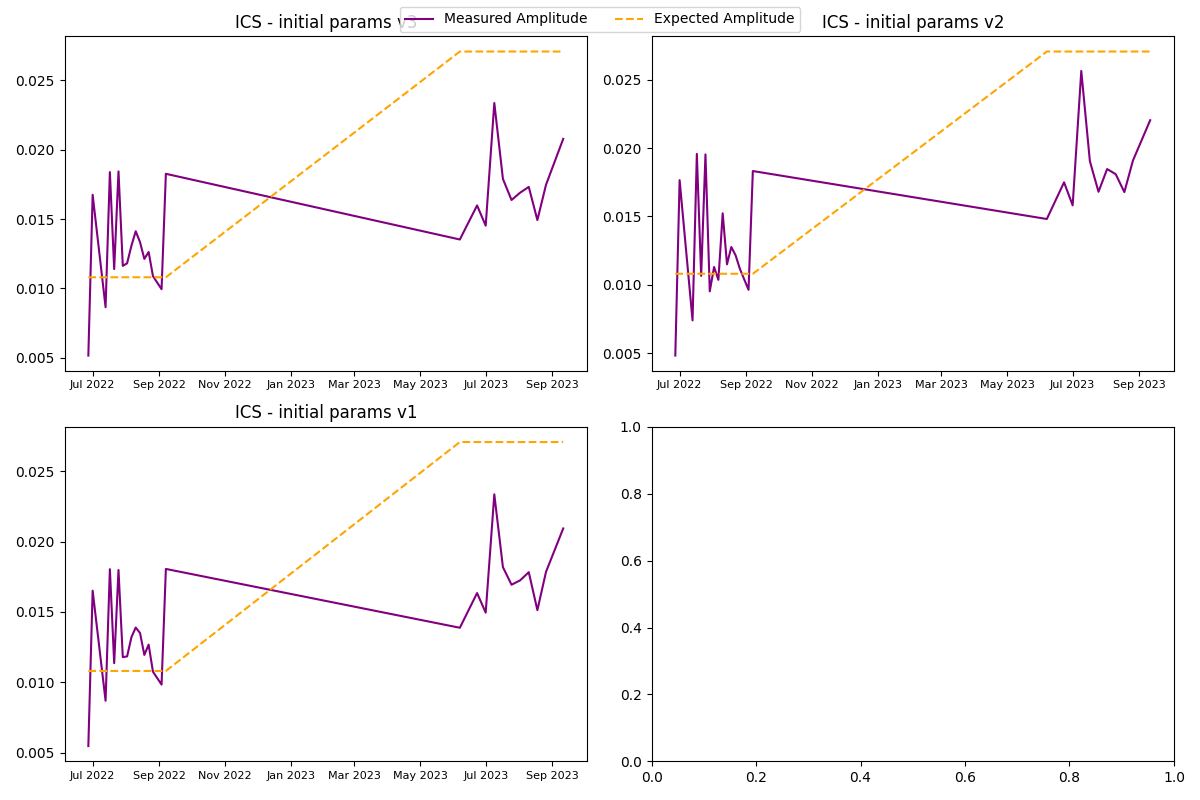 Measured Amplitude Expected Amplitude
ICS - initial params v3
0.025
0.020
0.015
0.010
0.005
Jul 2022 Sep 2022 Nov 2022 Jan 2023 Mar 2023 May 2023 Jul 2023 Sep 2023
ICS - initial params v2
0.025
0.020
0.015
0.010
0.005
Jul 2022 Sep 2022 Nov 2022 Jan 2023 Mar 2023 May 2023 Jul 2023 Sep 2023
ICS - initial params v1
0.025
0.020
0.015
0.010
0.005
Jul 2022 Sep 2022 Nov 2022 Jan 2023 Mar 2023 May 2023 Jul 2023 Sep 2023
1.0
0.8
0.6
0.4
0.2
0.0
0.0 0.2 0.4 0.6 0.8 1.0